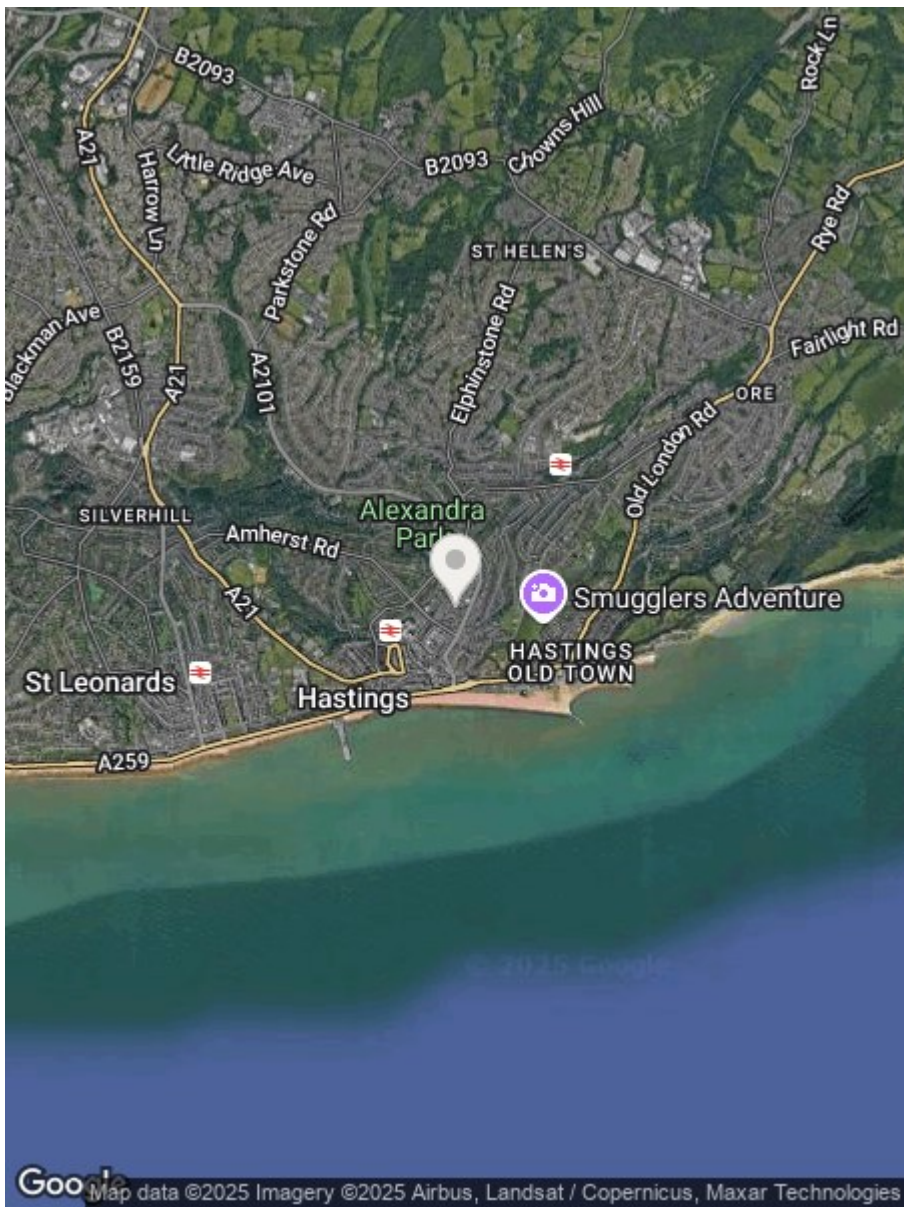 B2093
Rock Ln
A21
Little Ridge Ave
Harrow Ln
B2093
Chowns Hill
Parkstone Rd
Rye Rd
ST HELEN'S
Blackman Ave
B2159
A21
A2101
Elphinstone Rd
Fairlight Rd
ORE
Old London Rd
Alexandra
Park
SILVERHILL
Amherst Rd
A21
Smugglers Adventure
HASTINGS
OLD TOWN
St Leonards
Hastings
A259
© 2025 Google
Google
Map data ©2025 Imagery ©2025 Airbus, Landsat / Copernicus, Maxar Technologies